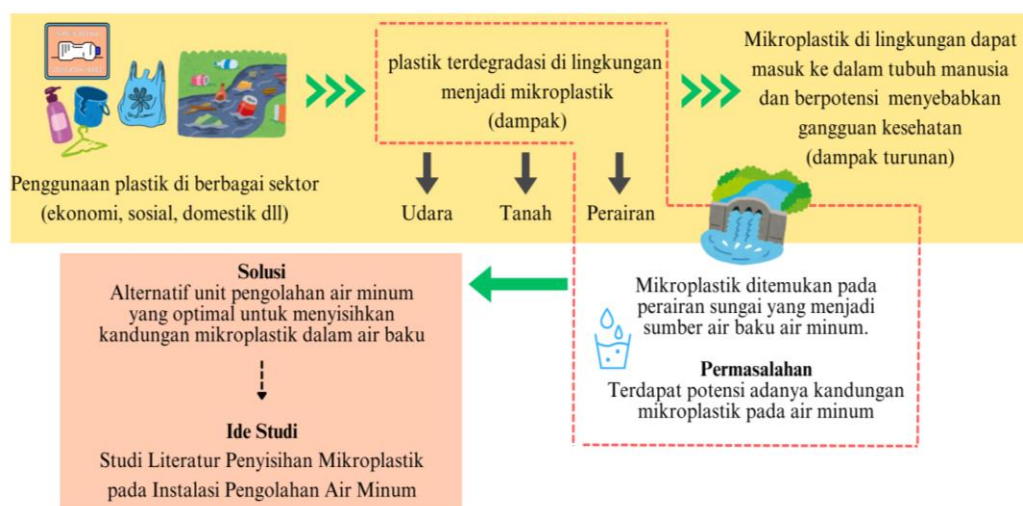 Penggunaan plastik di berbagai sektor
(ekonomi, sosial, domestik dll)
plastik terdegradasi di lingkungan
menjadi mikroplastik
(dampak)
Udara
Tanah
Perairan
Mikroplastik di lingkungan dapat
masuk ke dalam tubuh manusia
dan berpotensi menyebabkan
gangguan kesehatan
(dampak turunan)
Mikroplastik ditemukan pada
perairan sungai yang menjadi
sumber air baku air minum.
Permasalahan
Terdapat potensi adanya kandungan
mikroplastik pada air minum
Solusi
Alternatif unit pengolahan air minum
yang optimal untuk menyisihkan
kandungan mikroplastik dalam air baku
Ide Studi
Studi Literatur Penyisihan Mikroplastik
pada Instalasi Pengolahan Air Minum